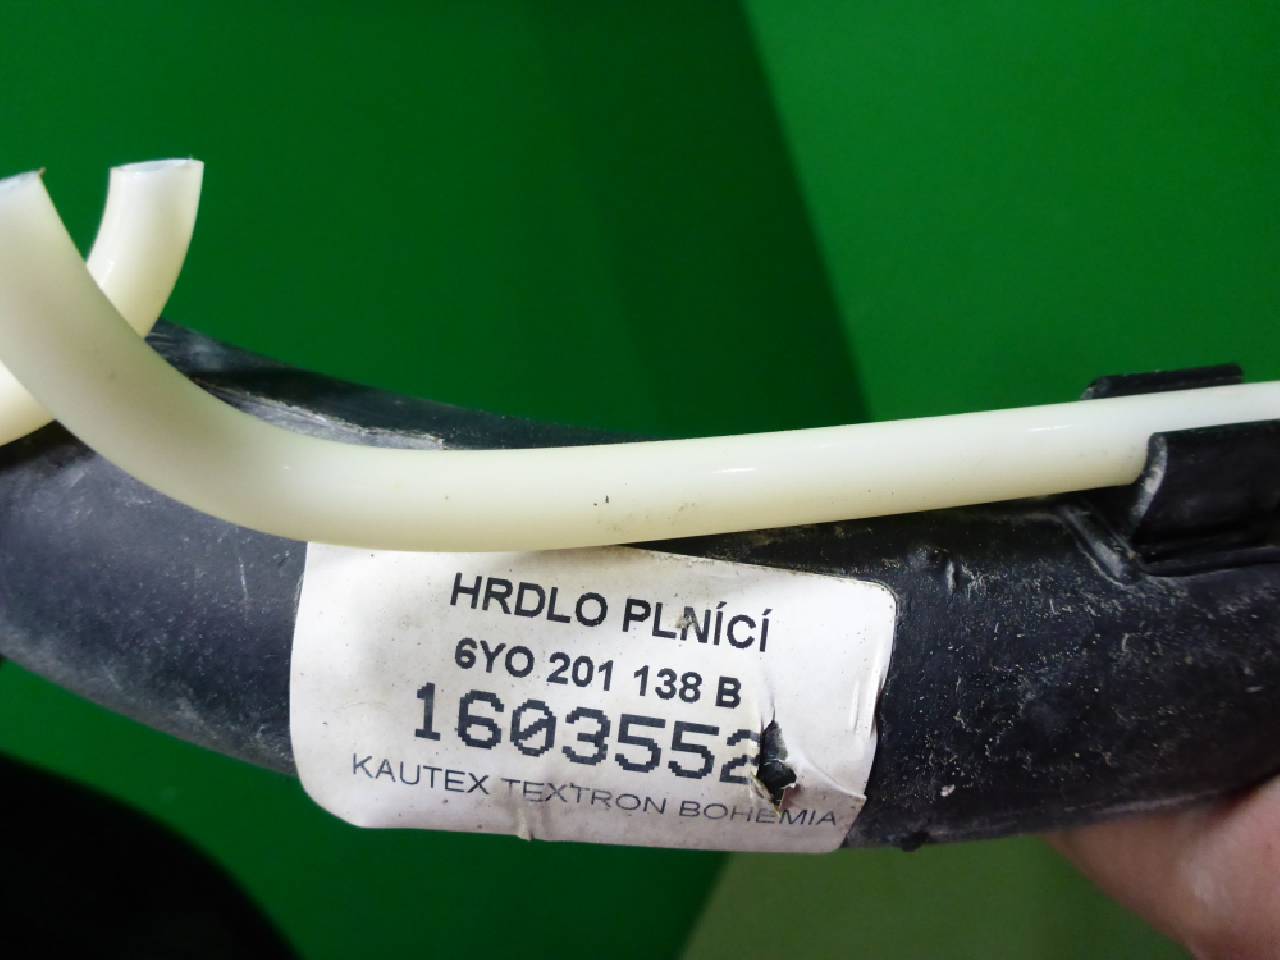 HRDLO PLNÍCÍ
6YO 201 138 B
1603552
KAUTEX TEXTRON BOHEMIA